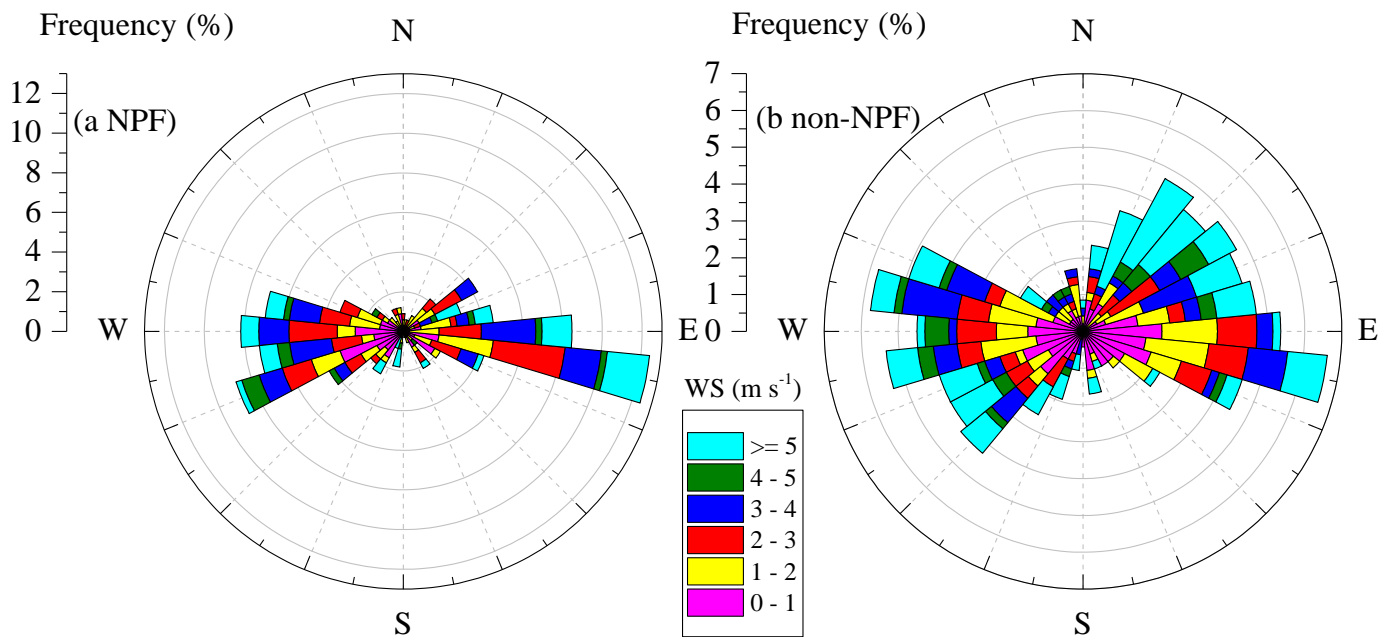 Frequency (%)
N
12
10
8
6
4
2
0
(a NPF)
W
E
S
Frequency (%)
N
7
6
5
4
3
2
1
0
(b non-NPF)
W
E
S
WS (m s⁻¹)
>= 5
4 - 5
3 - 4
2 - 3
1 - 2
0 - 1